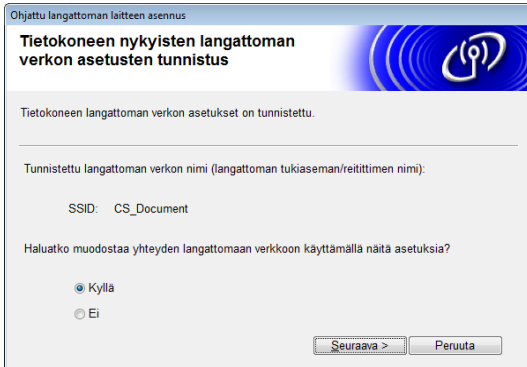 Ohjattu langattoman laitteen asennus
Tietokoneen nykyisten langattoman
verkon asetusten tunnistus
Tietokoneen langattoman verkon asetukset on tunnistettu.
Tunnistettu langattoman verkon nimi (langattoman tukiaseman/reitittimen nimi):
SSID: CS_Document
Haluatko muodostaa yhteyden langattomaan verkkoon käyttämällä näitä asetuksia?
Kyllä
Ei
Seuraava > Peruuta